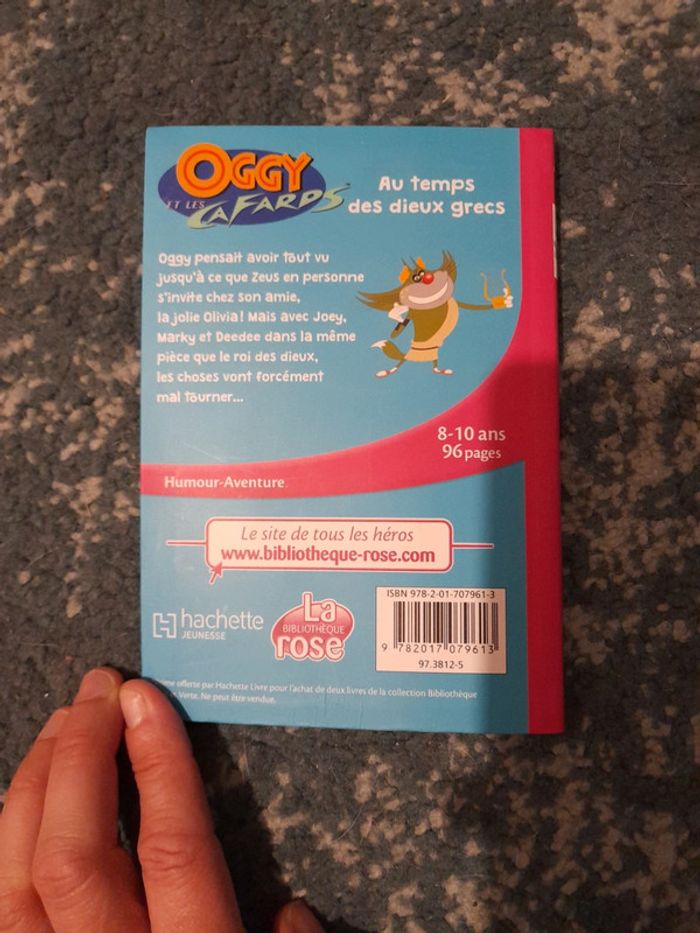 OGGY
ET LES
CAFARDS
Au temps
des dieux grecs
Oggy pensait avoir tout vu
jusqu'à ce que Zeus en personne
s'invite chez son amie,
la jolie Olivia! Mais avec Joey,
Marky et Deedee dans la même
pièce que le roi des dieux,
les choses vont forcément
mal tourner...
8-10 ans
96 pages
Humour-Aventure
Le site de tous les héros
www.bibliotheque-rose.com
ISBN 978-2-01-707961-3
9 782017 079613
97.3812-5
hachette
JEUNESSE
La
BIBLIOTHÈQUE
rose
offerte par Hachette Livre pour l'achat de deux livres de la collection Bibliothèque
Verte. Ne peut être vendue.